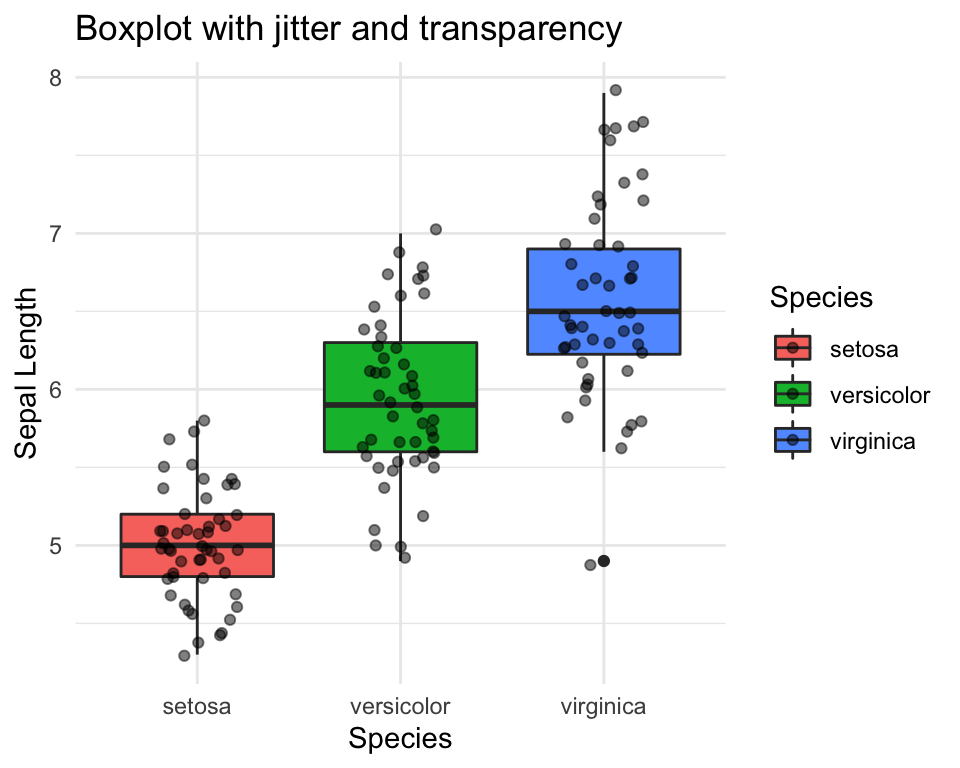 Boxplot with jitter and transparency
Sepal Length
8
7
6
5
setosa
versicolor
virginica
Species
Species
setosa
versicolor
virginica